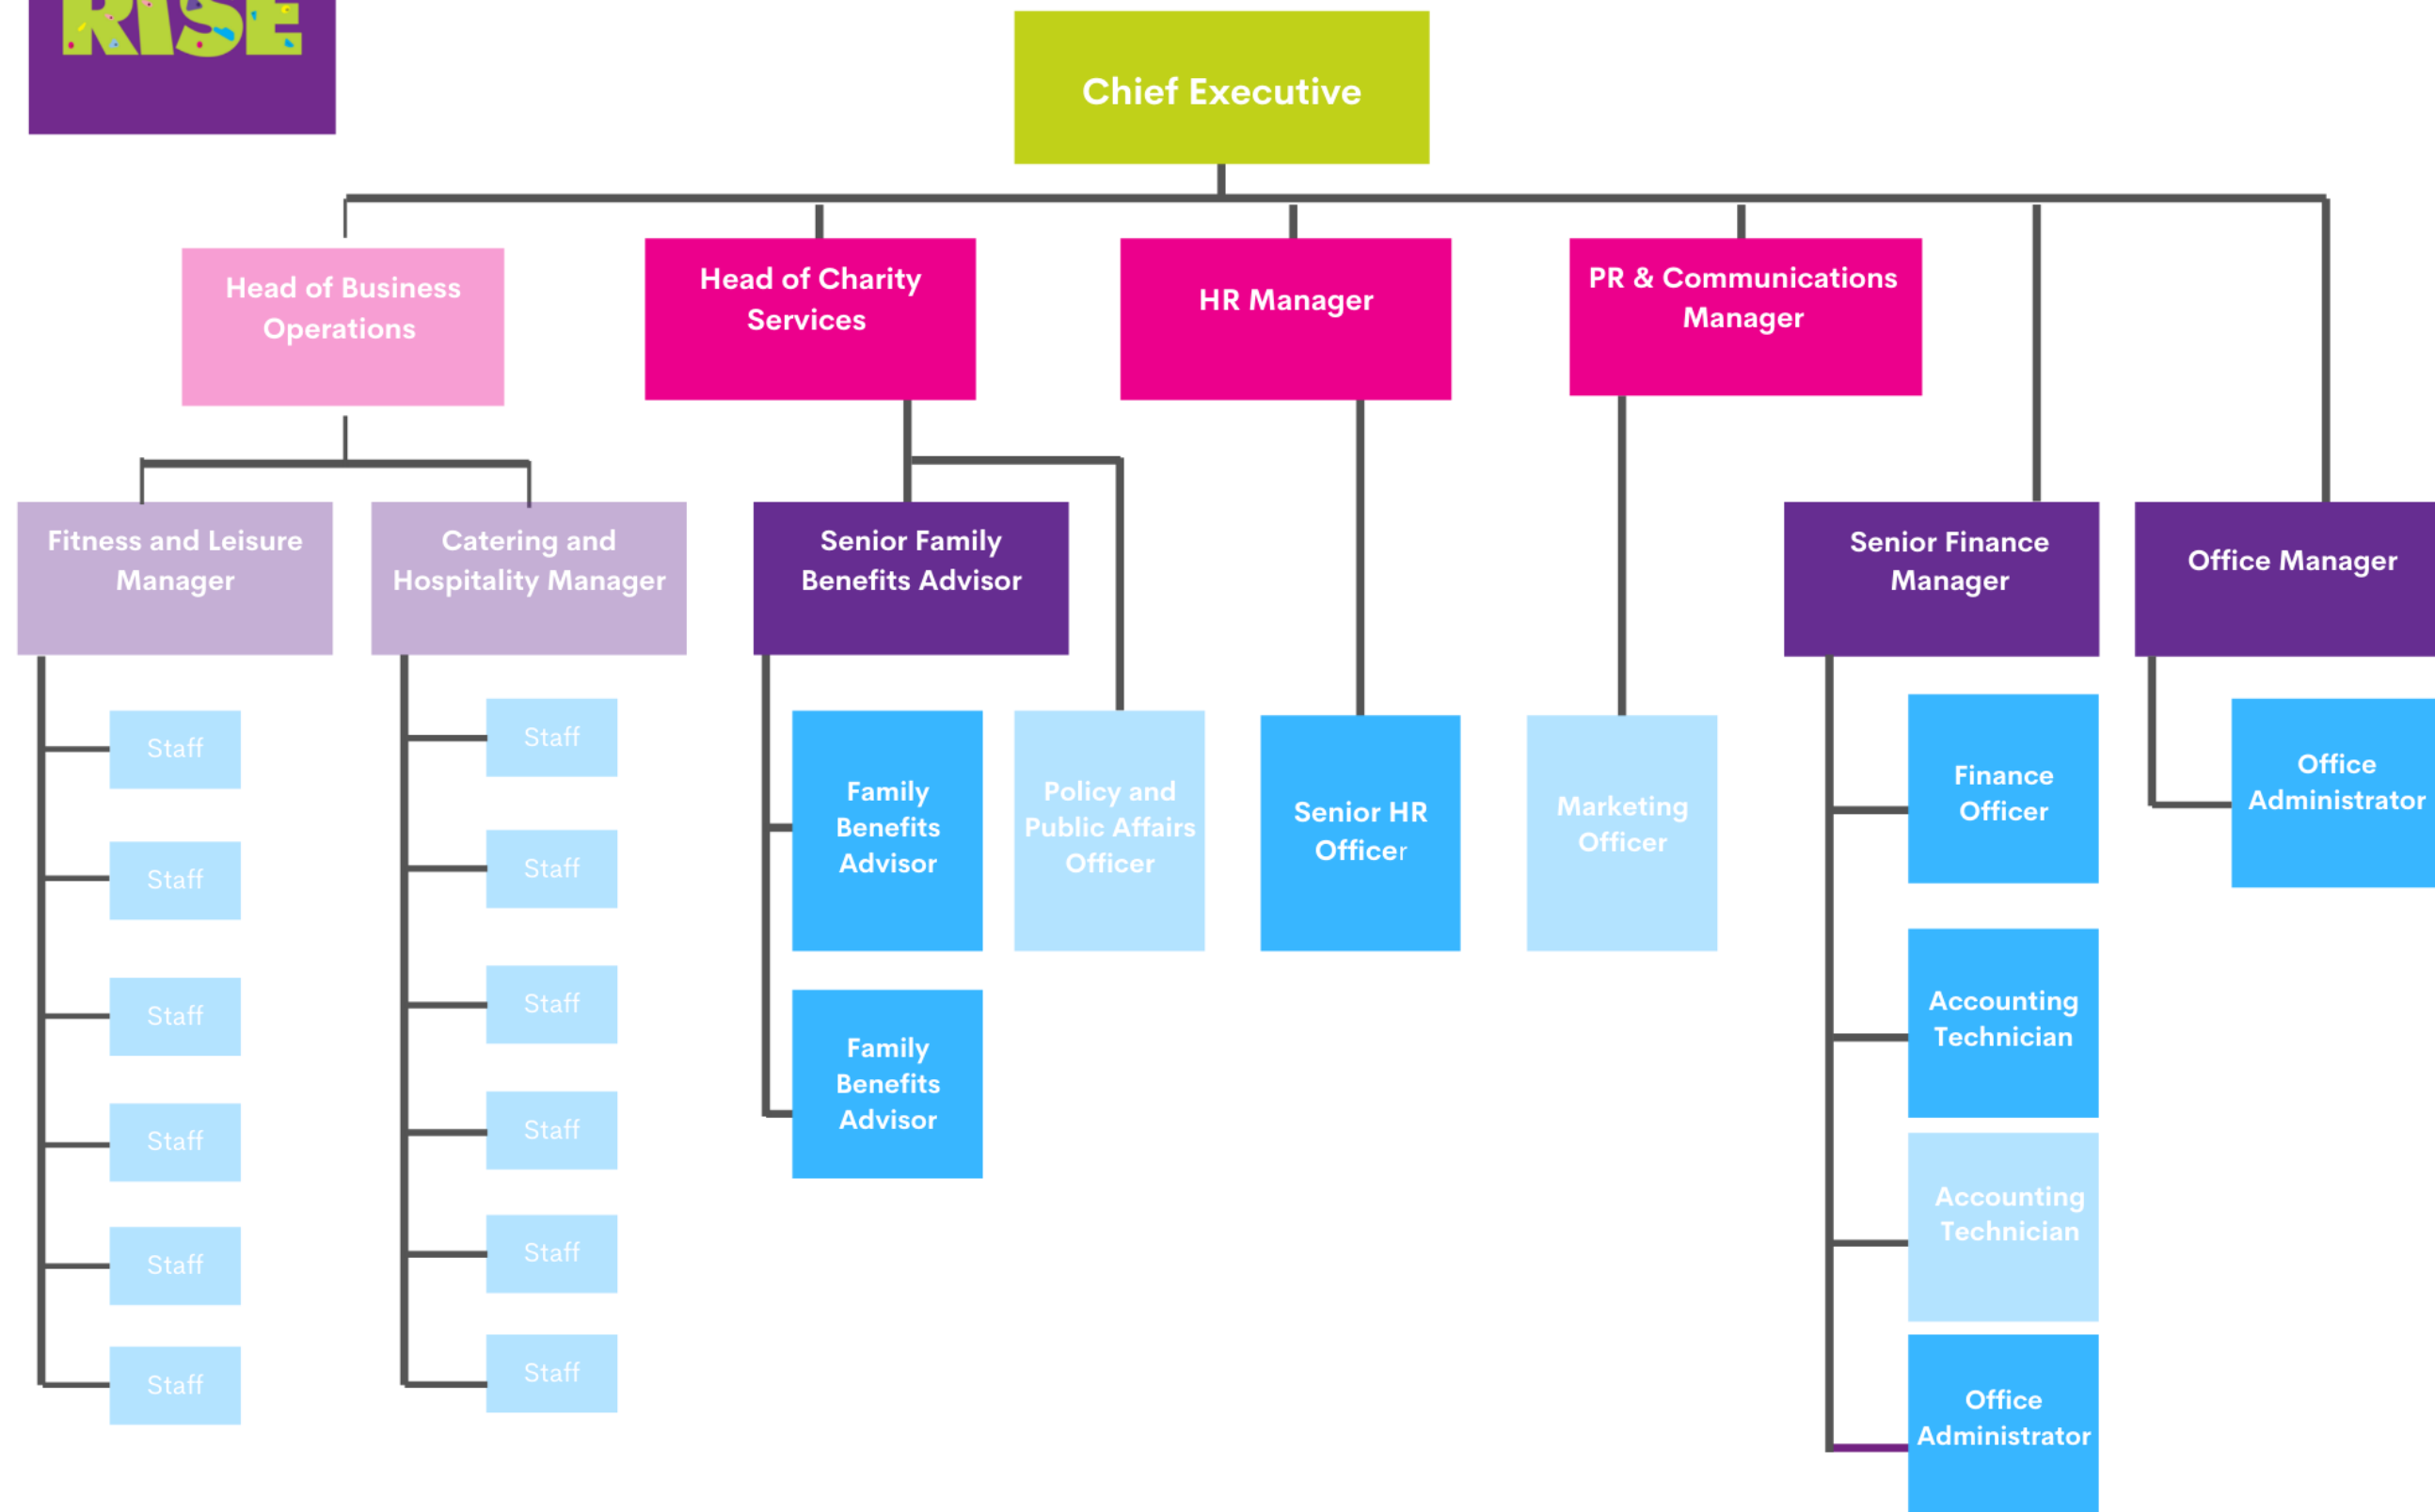 RISE
Chief Executive
Head of Business
Operations
Head of Charity
Services
HR Manager
PR & Communications
Manager
Fitness and Leisure
Manager
Catering and
Hospitality Manager
Senior Family
Benefits Advisor
Senior Finance
Manager
Office Manager
Staff
Staff
Staff
Staff
Staff
Staff
Staff
Staff
Staff
Staff
Staff
Staff
Family
Benefits
Advisor
Family
Benefits
Advisor
Policy and
Public Affairs
Officer
Senior HR
Officer
Marketing
Officer
Finance
Officer
Accounting
Technician
Accounting
Technician
Office
Administrator
Office
Administrator